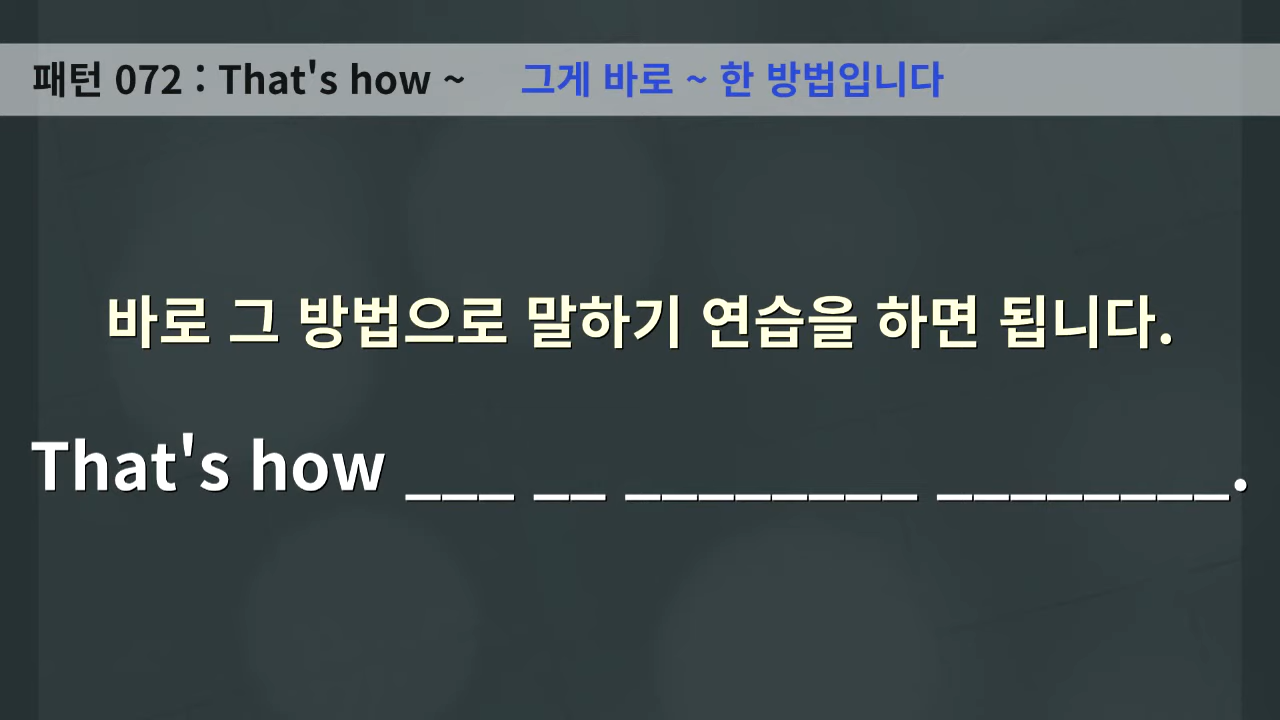 패턴 072 : That's how ~ 그게 바로 ~ 한 방법입니다
바로 그 방법으로 말하기 연습을 하면 됩니다.
That's how ___ __ ________ ________.